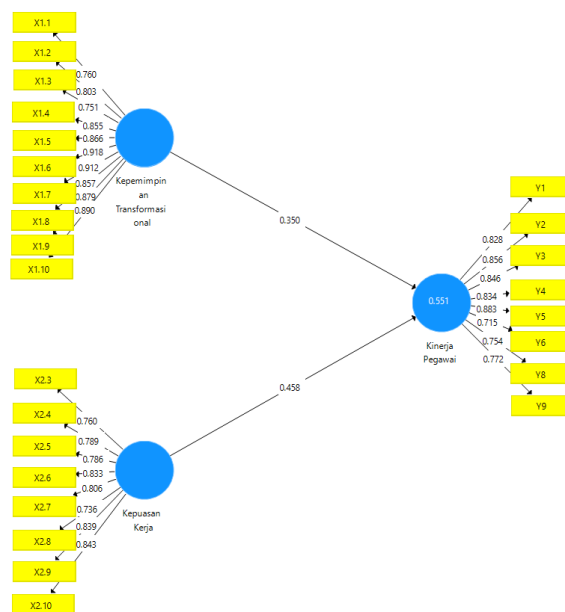 X1.1
X1.2
X1.3
X1.4
X1.5
X1.6
X1.7
X1.8
X1.9
X1.10
0.760
0.803
0.751
0.855
0.866
0.918
0.912
0.857
0.879
0.890
Kepemimpin
an
Transformasi
onal
0.350
X2.3
X2.4
X2.5
X2.6
X2.7
X2.8
X2.9
X2.10
0.760
0.789
0.786
0.833
0.806
0.736
0.839
0.843
Kepuasan
Kerja
0.458
0.551
Kinerja
Pegawai
0.828
0.856
0.846
0.834
0.883
0.715
0.754
0.772
Y1
Y2
Y3
Y4
Y5
Y6
Y8
Y9